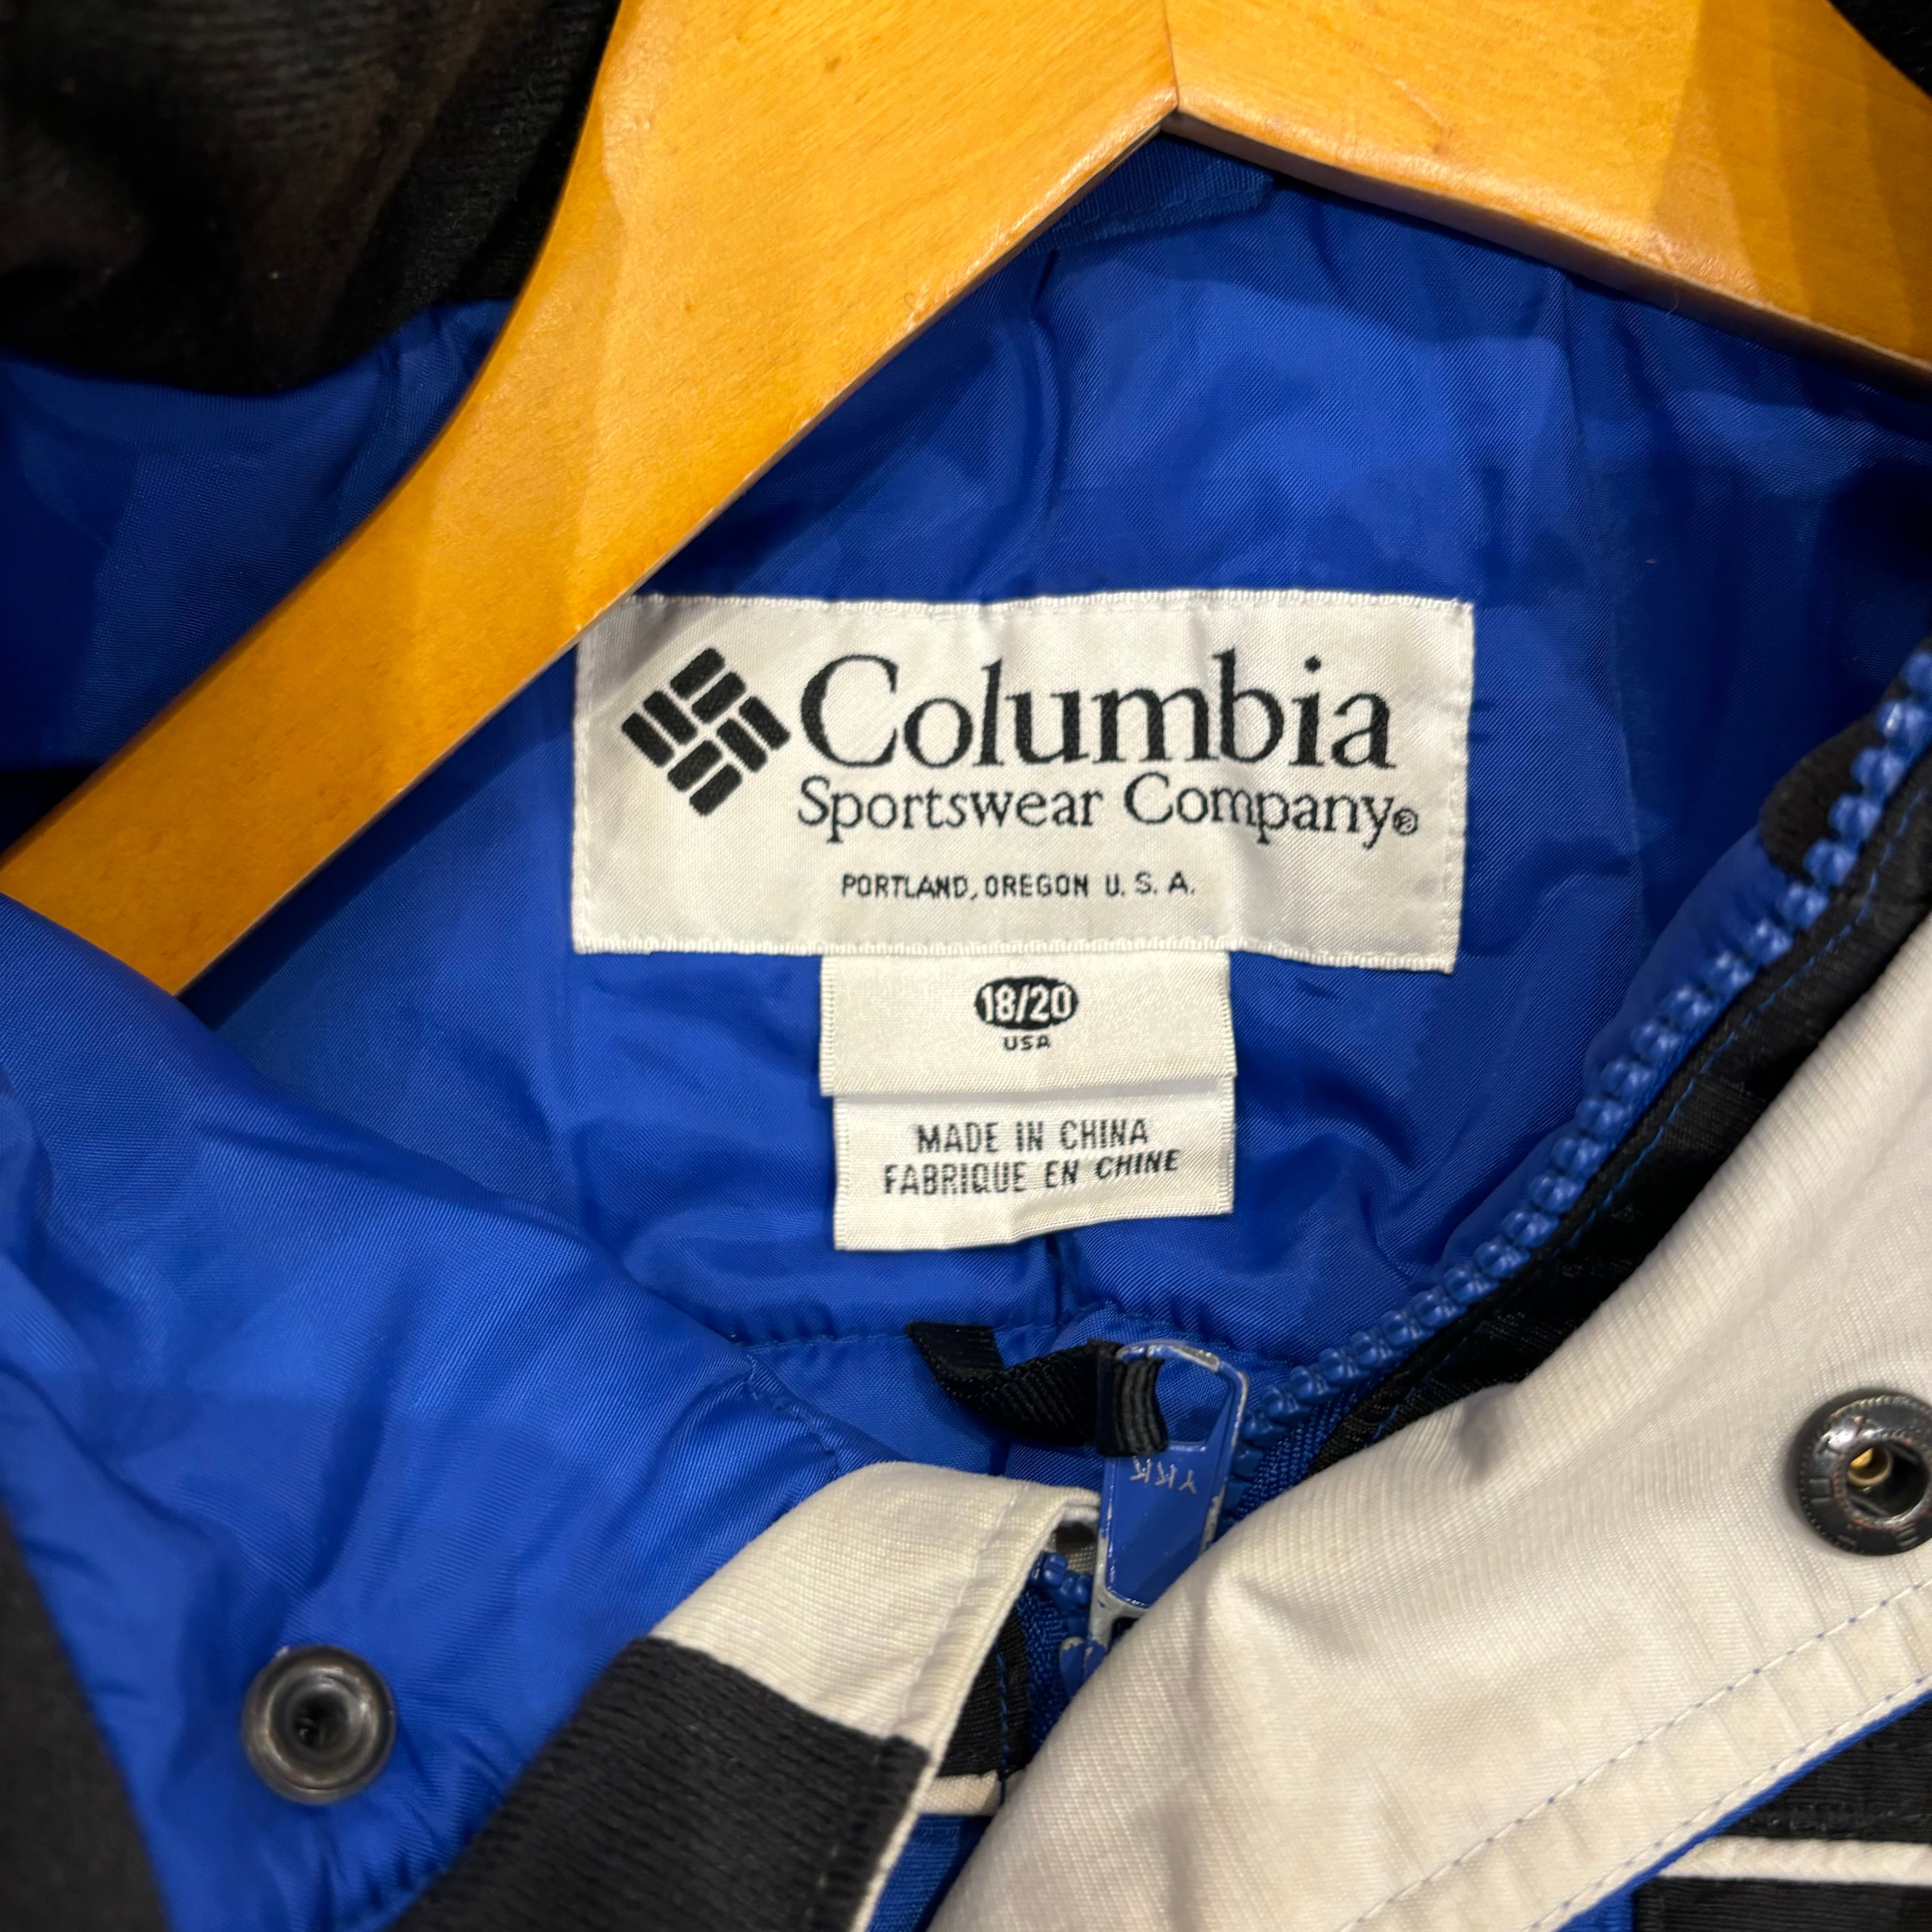 Columbia
Sportswear Company®
PORTLAND, OREGON U. S. A.
18/20
USA
MADE IN CHINA
FABRIQUE EN CHINE
YKK